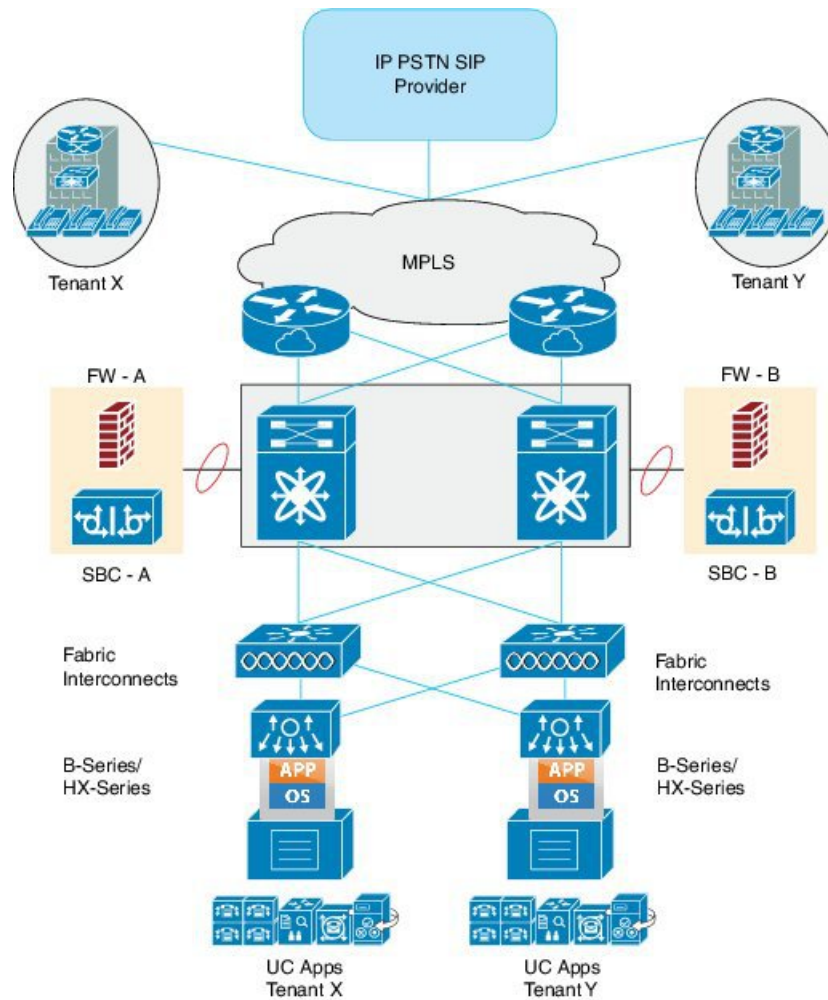 IP PSTN SIP
Provider
Tenant X
MPLS
Tenant Y
FW - A
FW - B
SBC - A
SBC - B
Fabric
Interconnects
Fabric
Interconnects
B-Series/
HX-Series
APP
OS
APP
OS
B-Series/
HX-Series
UC Apps
Tenant X
UC Apps
Tenant Y